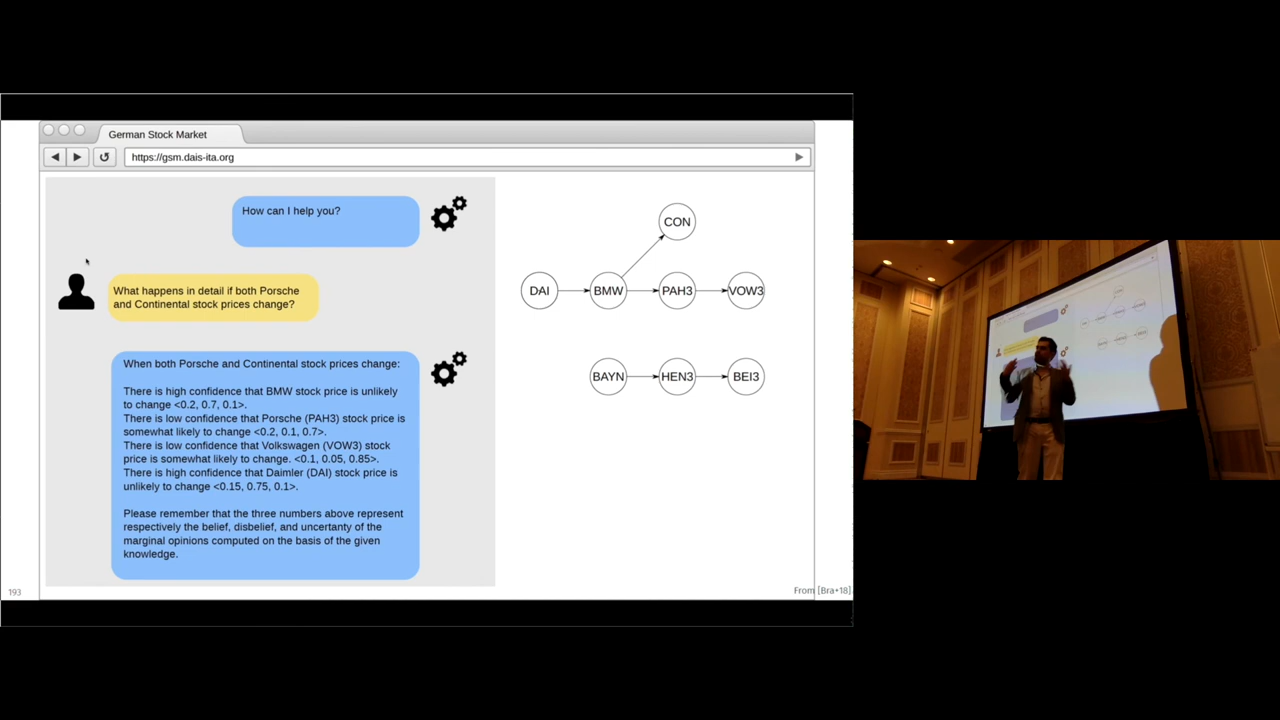 German Stock Market
https://gsm.dais-ita.org
How can I help you?
What happens in detail if both Porsche
and Continental stock prices change?
When both Porsche and Continental stock prices change:
There is high confidence that BMW stock price is unlikely
to change <0.2, 0.7, 0.1>.
There is low confidence that Porsche (PAH3) stock price is
somewhat likely to change <0.2, 0.1, 0.7>.
There is low confidence that Volkswagen (VOW3) stock
price is somewhat likely to change. <0.1, 0.05, 0.85>.
There is high confidence that Daimler (DAI) stock price is
unlikely to change <0.15, 0.75, 0.1>.
Please remember that the three numbers above represent
respectively the belief, disbelief, and uncertanty of the
marginal opinions computed on the basis of the given
knowledge.
CON
DAI
BMW
PAH3
VOW3
BAYN
HEN3
BEI3
193
From [Bra+18]